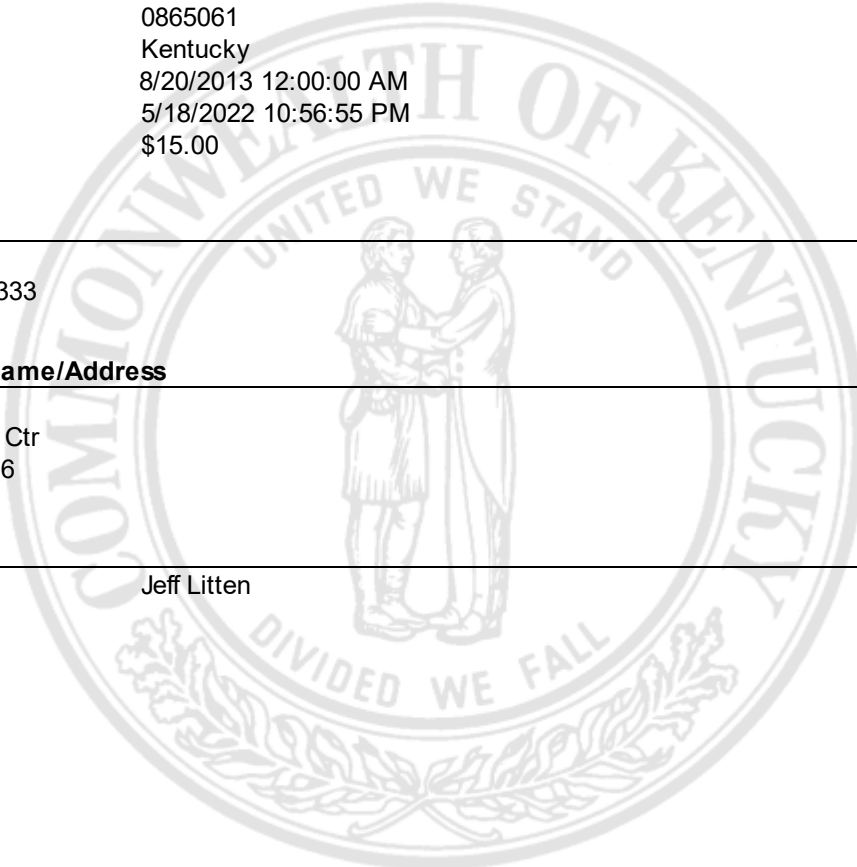 0865061
Kentucky
8/20/2013 12:00:00 AM
5/18/2022 10:56:55 PM
$15.00
COMMONWEALTH OF KENTUCKY
UNITED WE STAND
333
ame/Address
Ctr
6
Jeff Litten
DIVIDED WE FALL